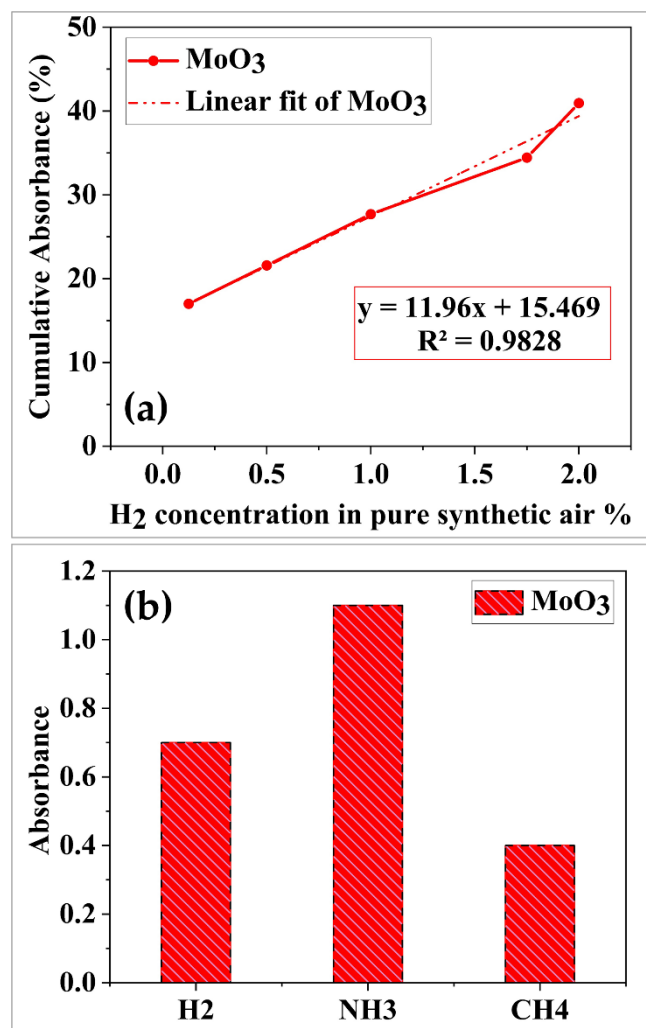 50
40
30
20
10
0
Cumulative Absorbance (%)
MoO3
Linear fit of MoO3
y = 11.96x + 15.469
R² = 0.9828
(a)
0.0 0.5 1.0 1.5 2.0
H2 concentration in pure synthetic air %
1.2
1.0
0.8
0.6
0.4
0.2
0.0
Absorbance
(b)
MoO3
H2 NH3 CH4